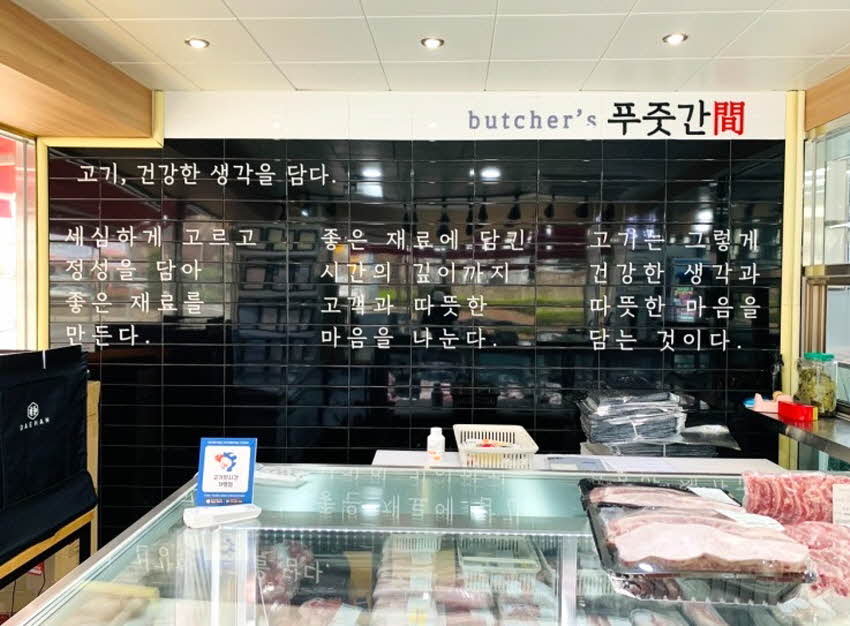 butcher's 푸줏간間
고기, 건강한 생각을 담다.
세심하게 고르고
정성을 담아
좋은 재료를
만든다.
좋은 재료에 담긴
시간의 깊이까지
고객과 따뜻한
마음을 나눈다.
고기는 그렇게
건강한 생각과
따뜻한 마음을
담는 것이다.
DAEHAN